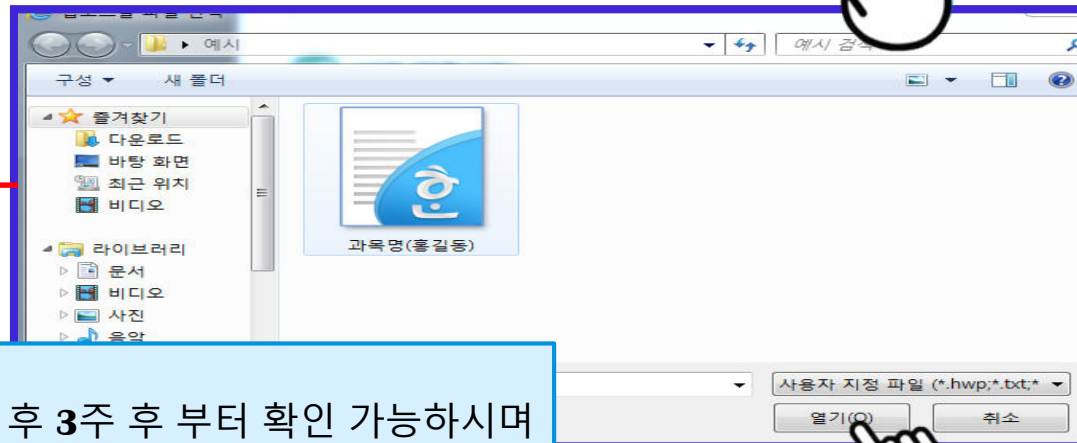 예시
예시 검색
구성
새 폴더
즐겨찾기
다운로드
바탕 화면
최근 위치
비디오
라이브러리
문서
비디오
사진
음악
과목명(홍길동)
사용자 지정 파일 (*.hwp;*.txt;*
열기(O)
취소
후 3주 후 부터 확인 가능하시며